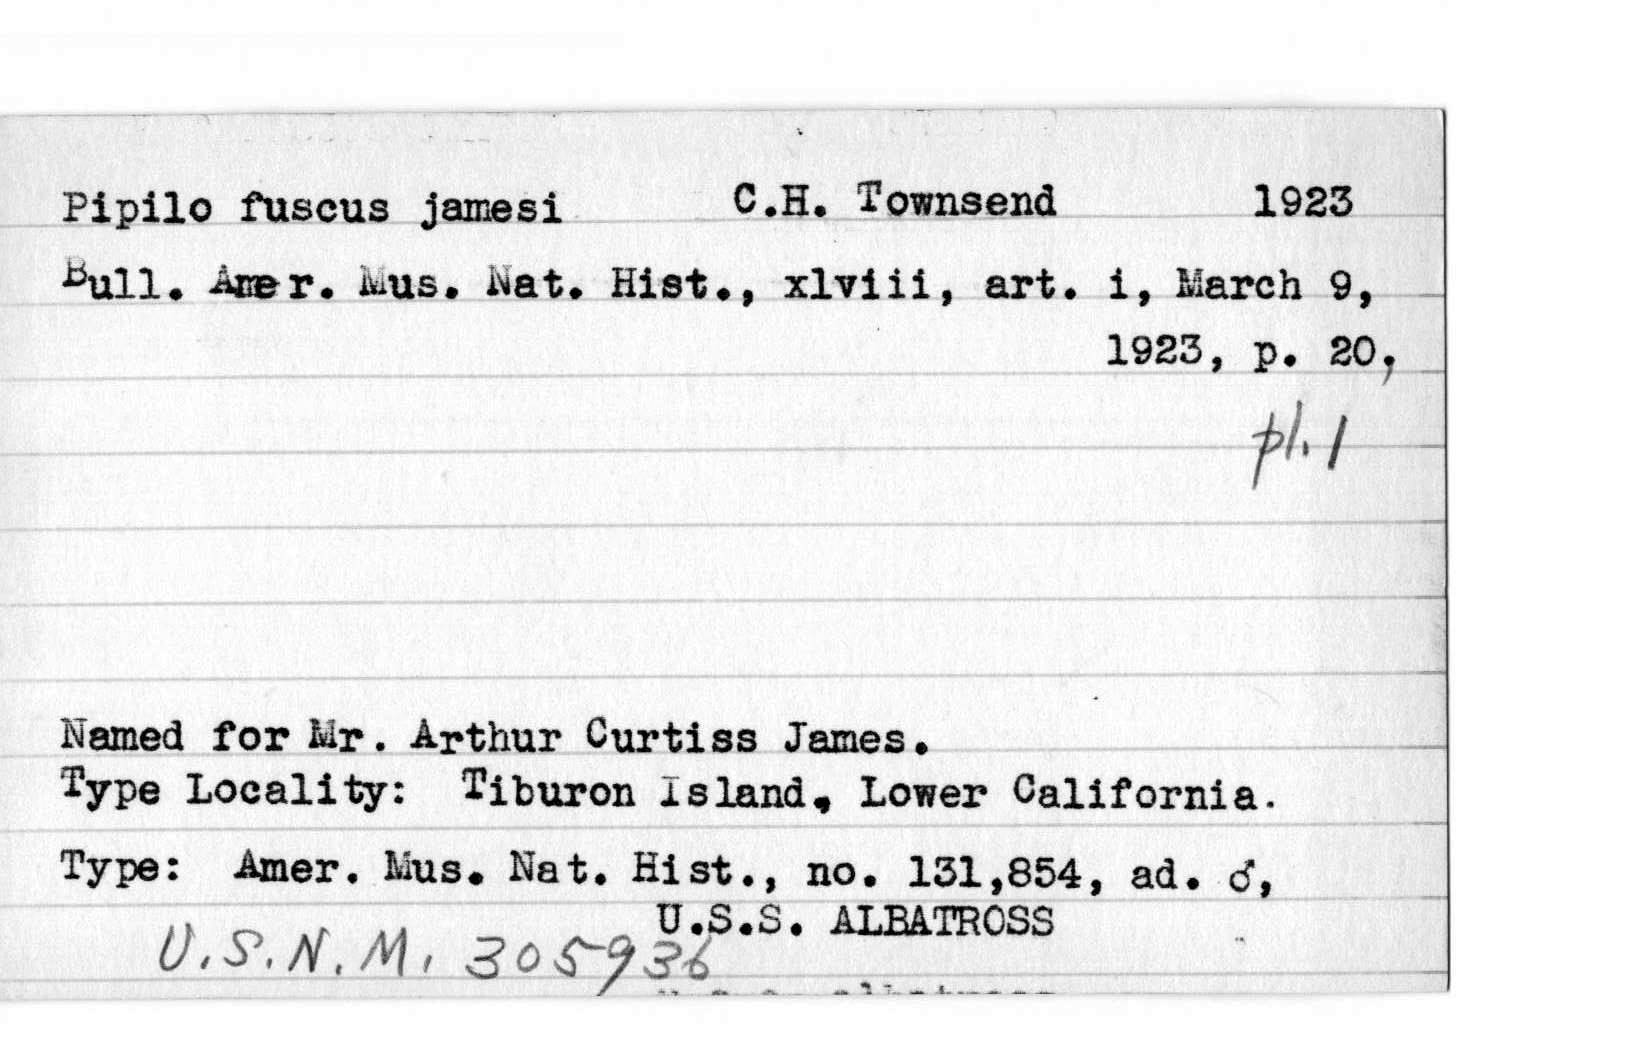 Pipilo fuscus jamesi C.H. Townsend 1923
Bull. Amer. Mus. Nat. Hist., xlviii, art. i, March 9,
1923, p. 20,
pl. 1
Named for Mr. Arthur Curtiss James.
Type Locality: Tiburon Island, Lower California.
Type: Amer. Mus. Nat. Hist., no. 131,854, ad. ♂,
U.S.S. ALBATROSS
U.S.N.M. 305936